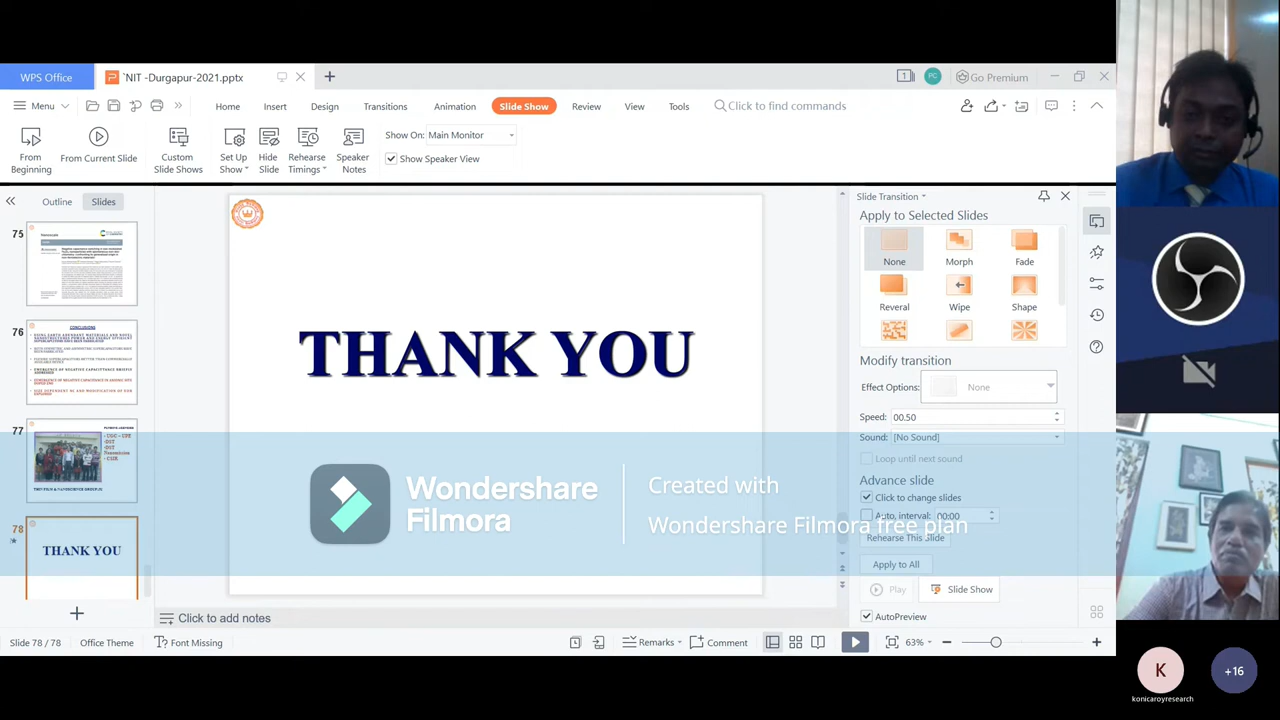 WPS Office
`NIT -Durgapur-2021.pptx
1
PC
Go Premium
Menu
Home
Insert
Design
Transitions
Animation
Slide Show
Review
View
Tools
Click to find commands
From Beginning
From Current Slide
Custom Slide Shows
Set Up Show
Hide Slide
Rehearse Timings
Speaker Notes
Show On: Main Monitor
Show Speaker View
Outline
Slides
75
76
CONCLUSIONS
77
78
THANK YOU
THANK YOU
Slide Transition
Apply to Selected Slides
None
Morph
Fade
Reveral
Wipe
Shape
Modify transition
Effect Options: None
Speed: 00.50
Sound: [No Sound]
Loop until next sound
Advance slide
Click to change slides
Auto, interval: 00:00
Rehearse This Slide
Apply to All
Play
Slide Show
AutoPreview
Wondershare
Filmora
Created with
Wondershare Filmora free plan
Click to add notes
Slide 78 / 78
Office Theme
Font Missing
Remarks
Comment
63%
K
konicaroyresearch
+16